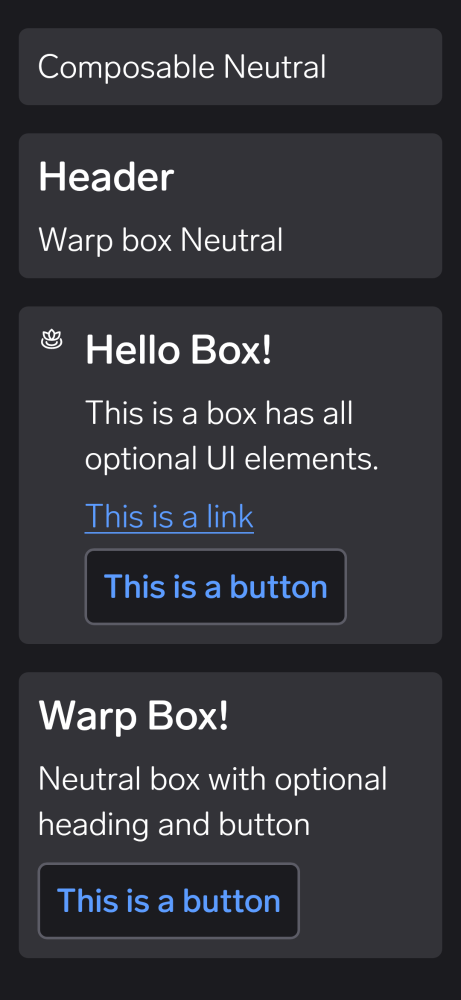 Composable Neutral
Header
Warp box Neutral
Hello Box!
This is a box has all
optional UI elements.
This is a link
This is a button
Warp Box!
Neutral box with optional
heading and button
This is a button